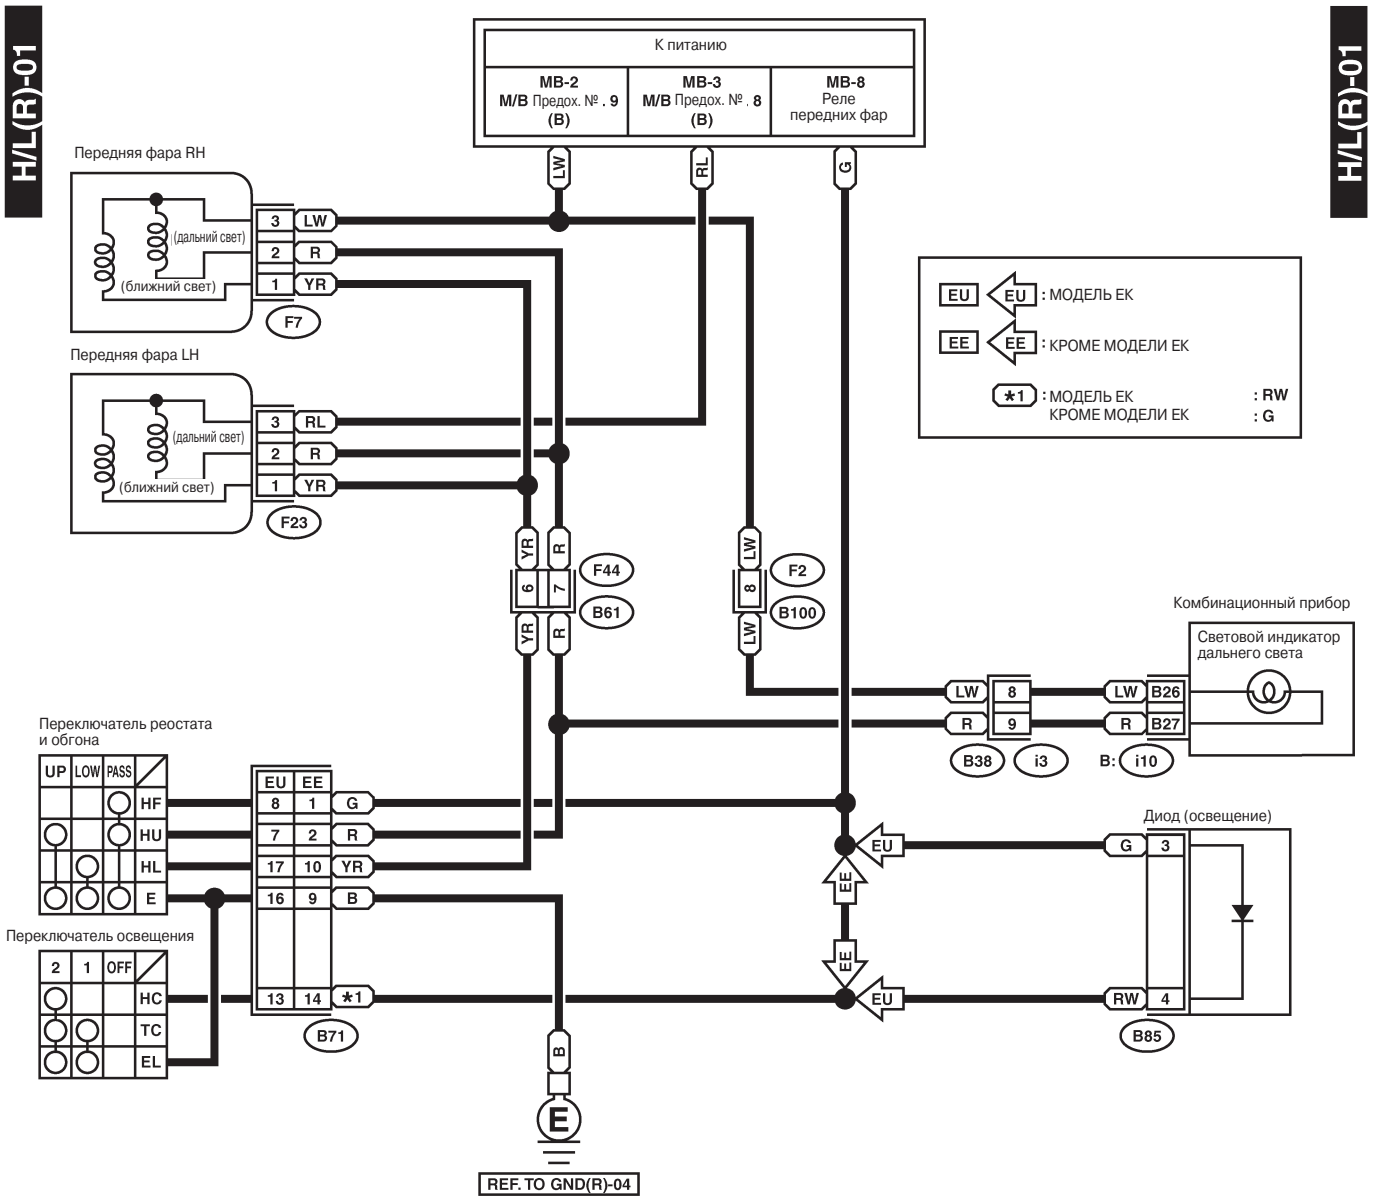 H/L(R)-01
H/L(R)-01
К питанию
MB-2
M/B Предох. № . 9
(B)
MB-3
M/B Предох. № . 8
(B)
MB-8
Реле
передних фар
LW
RL
G
Передняя фара RH
(дальний свет)
(ближний свет)
3 LW
2 R
1 YR
F7
Передняя фара LH
(дальний свет)
(ближний свет)
3 RL
2 R
1 YR
F23
EU EU : МОДЕЛЬ ЕК
EE EE : КРОМЕ МОДЕЛИ ЕК
*1 : МОДЕЛЬ ЕК : RW
КРОМЕ МОДЕЛИ ЕК : G
YR R LW
6 7 F44
B61
8 F2
B100
YR R LW
Комбинационный прибор
Световой индикатор
дальнего света
LW 8 LW B26
R 9 R B27
B38 i3 B: i10
Переключатель реостата
и обгона
UP LOW PASS
HF
HU
HL
E
EU EE
8 1 G
7 2 R
17 10 YR
16 9 B
13 14 *1
B71
Переключатель освещения
2 1 OFF
HC
TC
EL
Диод (освещение)
EU G 3
EE
EE
EU RW 4
B85
B
E
REF. TO GND(R)-04